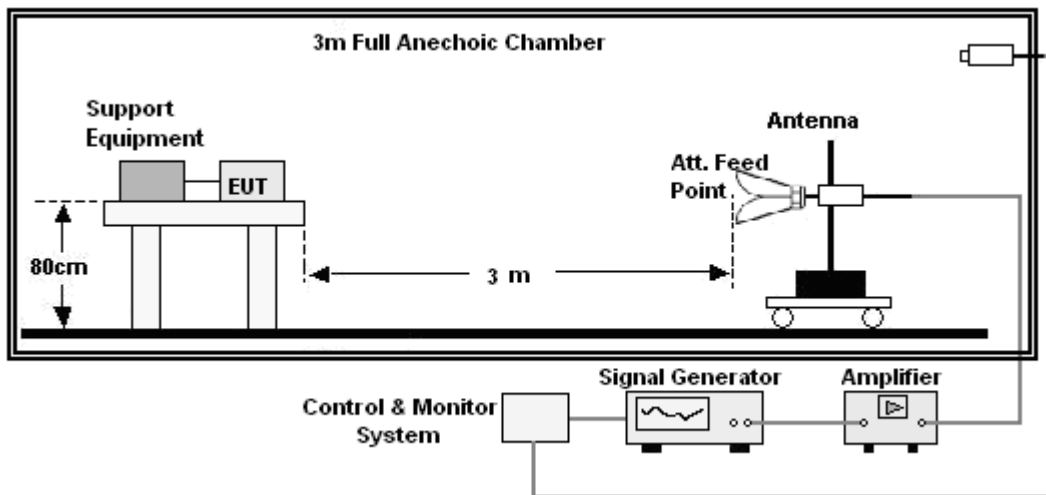 3m Full Anechoic Chamber
Support
Equipment
EUT
80cm
3 m
Antenna
Att. Feed
Point
Signal Generator
Amplifier
Control & Monitor
System